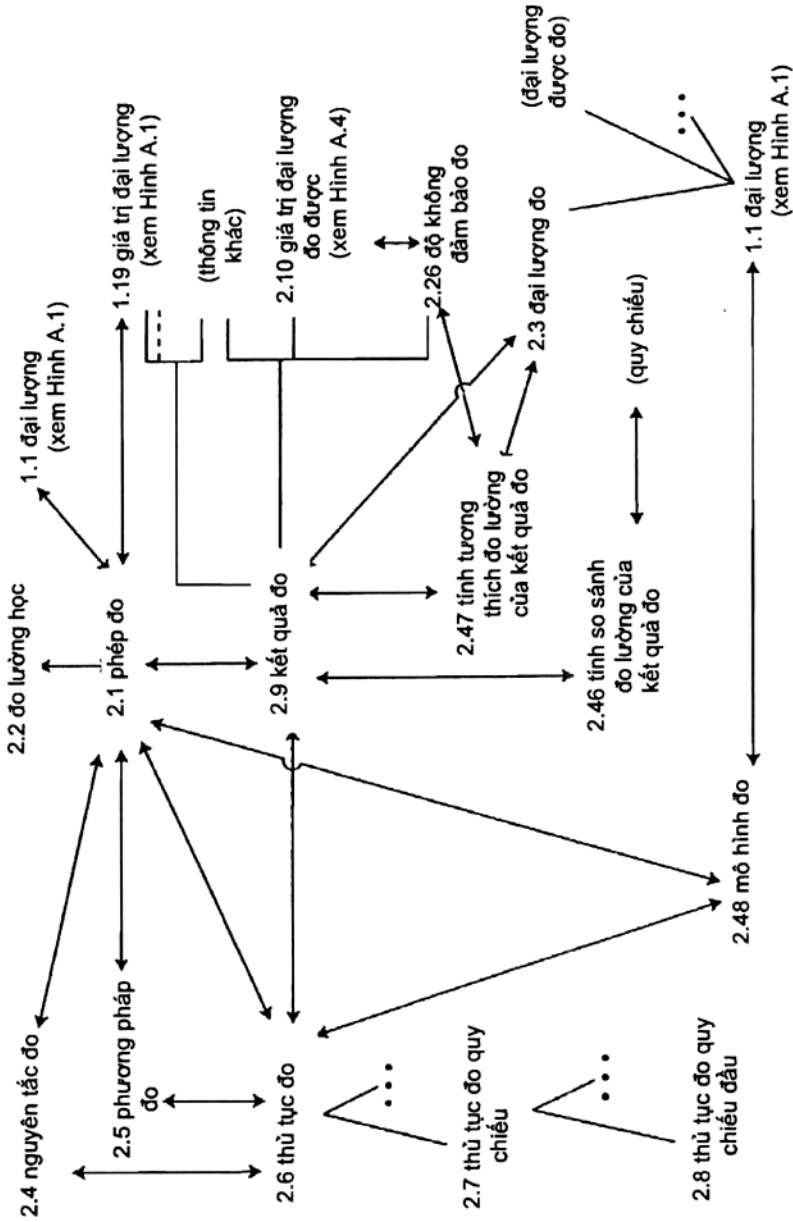 2.2 đo lường học
1.1 đại lượng
(xem Hình A.1)
2.4 nguyên tắc đo
2.1 phép đo
1.19 giá trị đại lượng
(xem Hình A.1)
2.5 phương pháp
đo
(thông tin
khác)
2.6 thủ tục đo
2.9 kết quả đo
2.10 giá trị đại lượng
đo được
(xem Hình A.4)
2.26 độ không
đảm bảo đo
2.7 thủ tục đo quy
chiếu
2.47 tính tương
thích đo lường
của kết quả đo
2.3 đại lượng đo
(đại lượng
được đo)
2.46 tính so sánh
đo lường của
kết quả đo
(quy chiếu)
2.8 thủ tục đo quy
chiếu đầu
2.48 mô hình đo
1.1 đại lượng
(xem Hình A.1)